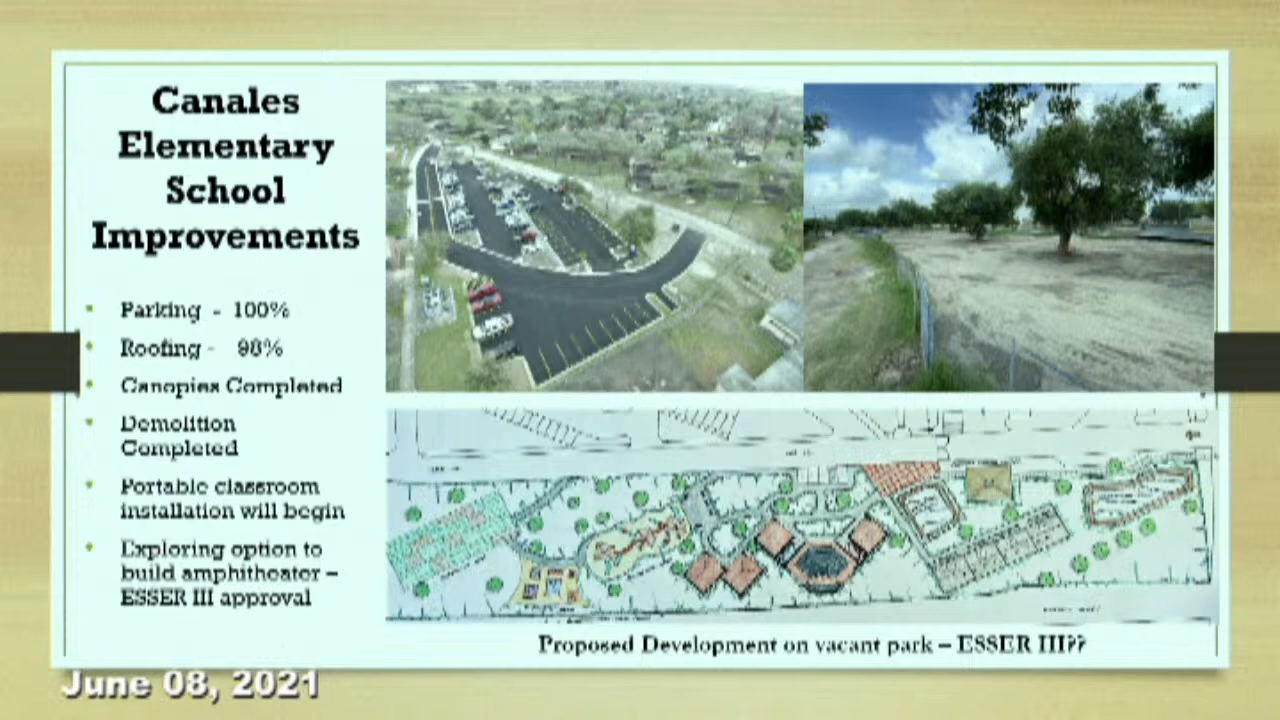 Canales
Elementary
School
Improvements
Parking - 100%
Roofing - 98%
Canopies Completed
Demolition
Completed
Portable classroom
installation will begin
Exploring option to
build amphitheater –
ESSER III approval
Proposed Development on vacant park – ESSER III??
June 08, 2021